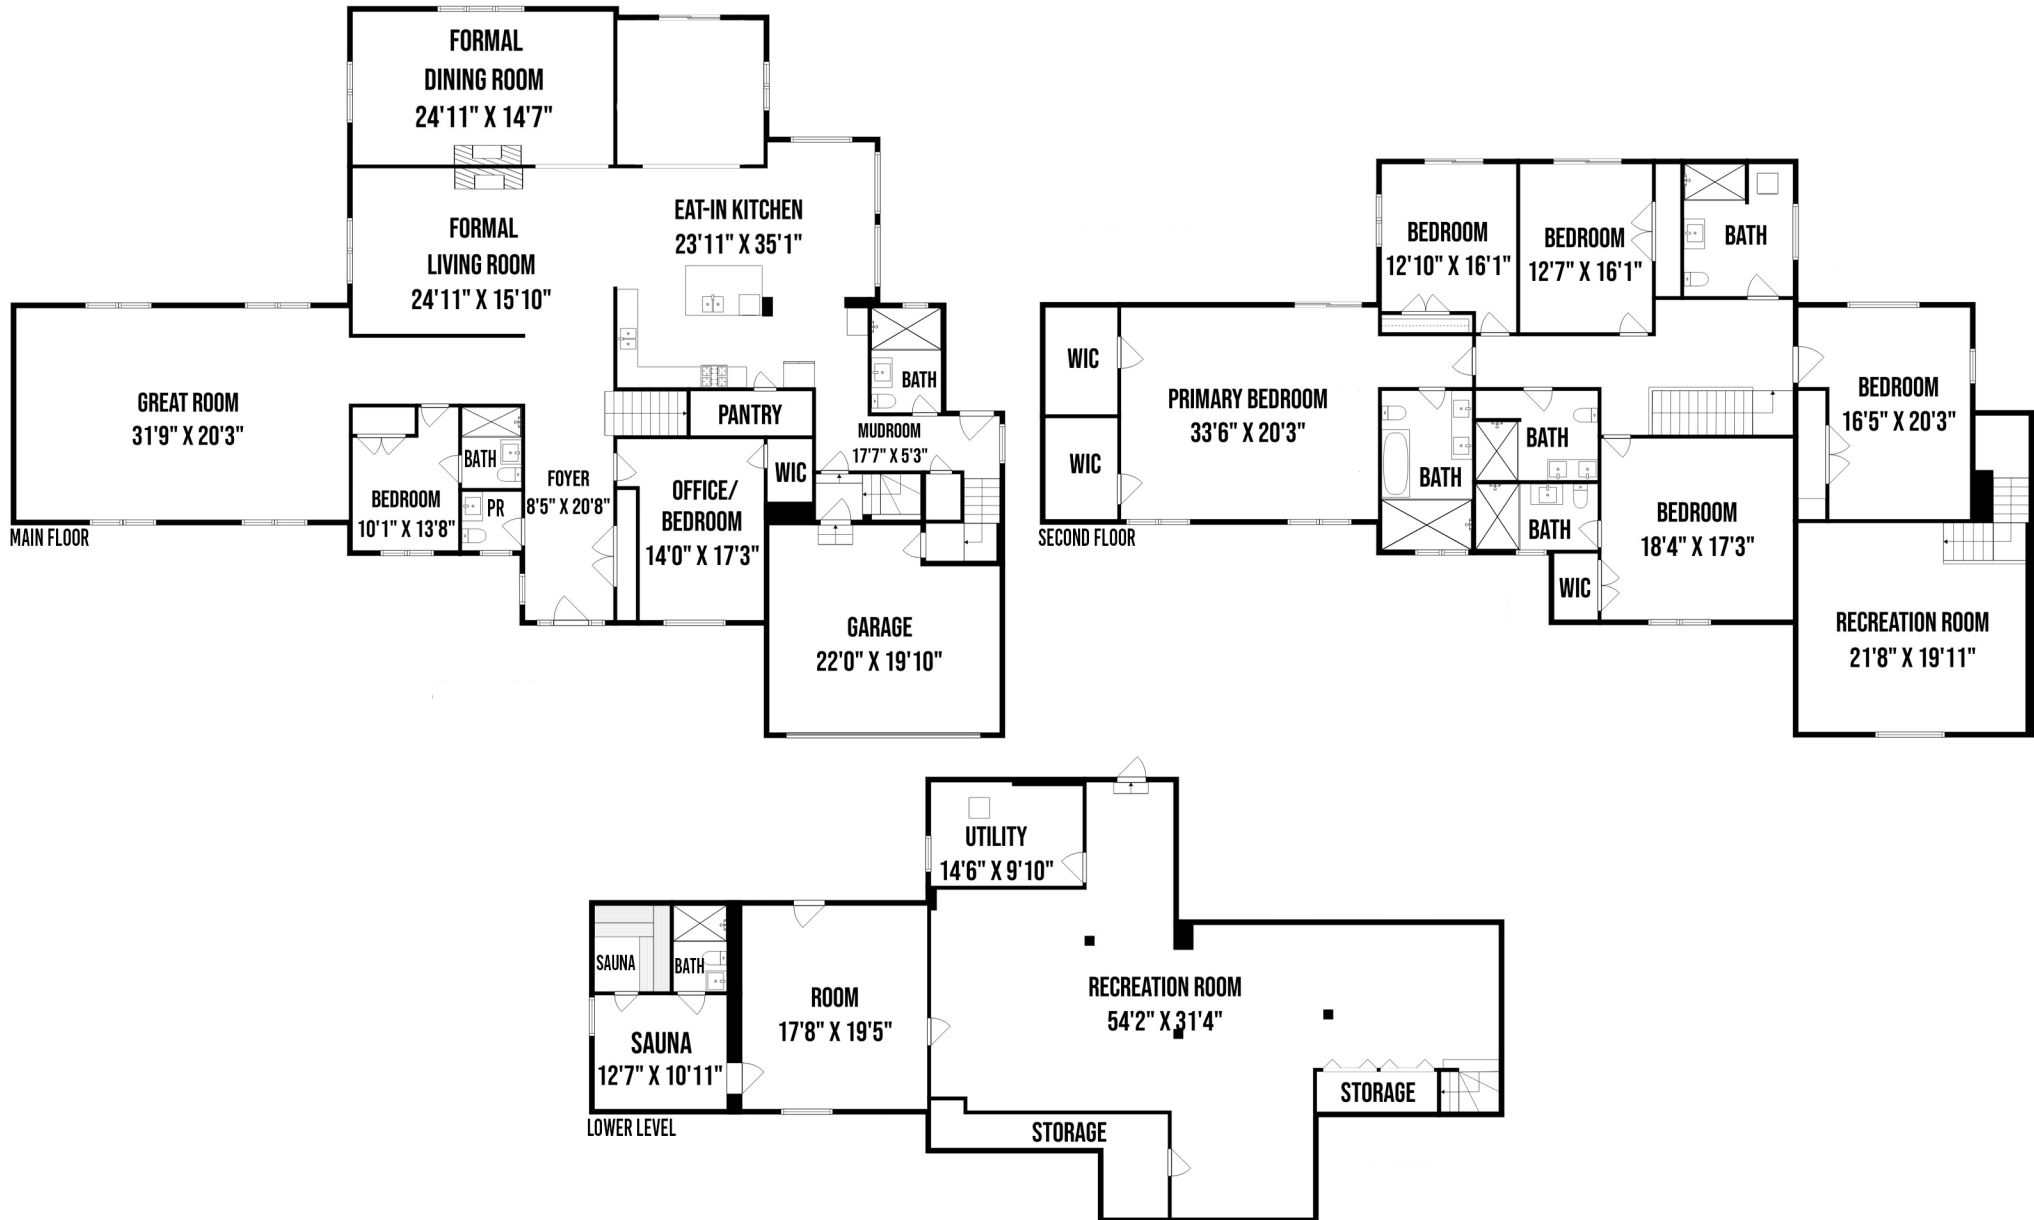 FORMAL
DINING ROOM
24'11" X 14'7"
FORMAL
LIVING ROOM
24'11" X 15'10"
EAT-IN KITCHEN
23'11" X 35'1"
GREAT ROOM
31'9" X 20'3"
BATH
PANTRY
MUDROOM
17'7" X 5'3"
BEDROOM
10'1" X 13'8"
BATH
PR
FOYER
8'5" X 20'8"
OFFICE/
BEDROOM
14'0" X 17'3"
WIC
GARAGE
22'0" X 19'10"
MAIN FLOOR
BEDROOM
12'10" X 16'1"
BEDROOM
12'7" X 16'1"
BATH
WIC
WIC
PRIMARY BEDROOM
33'6" X 20'3"
BATH
BATH
BATH
BEDROOM
16'5" X 20'3"
BEDROOM
18'4" X 17'3"
WIC
RECREATION ROOM
21'8" X 19'11"
SECOND FLOOR
UTILITY
14'6" X 9'10"
SAUNA
BATH
SAUNA
12'7" X 10'11"
ROOM
17'8" X 19'5"
RECREATION ROOM
54'2" X 31'4"
STORAGE
STORAGE
LOWER LEVEL